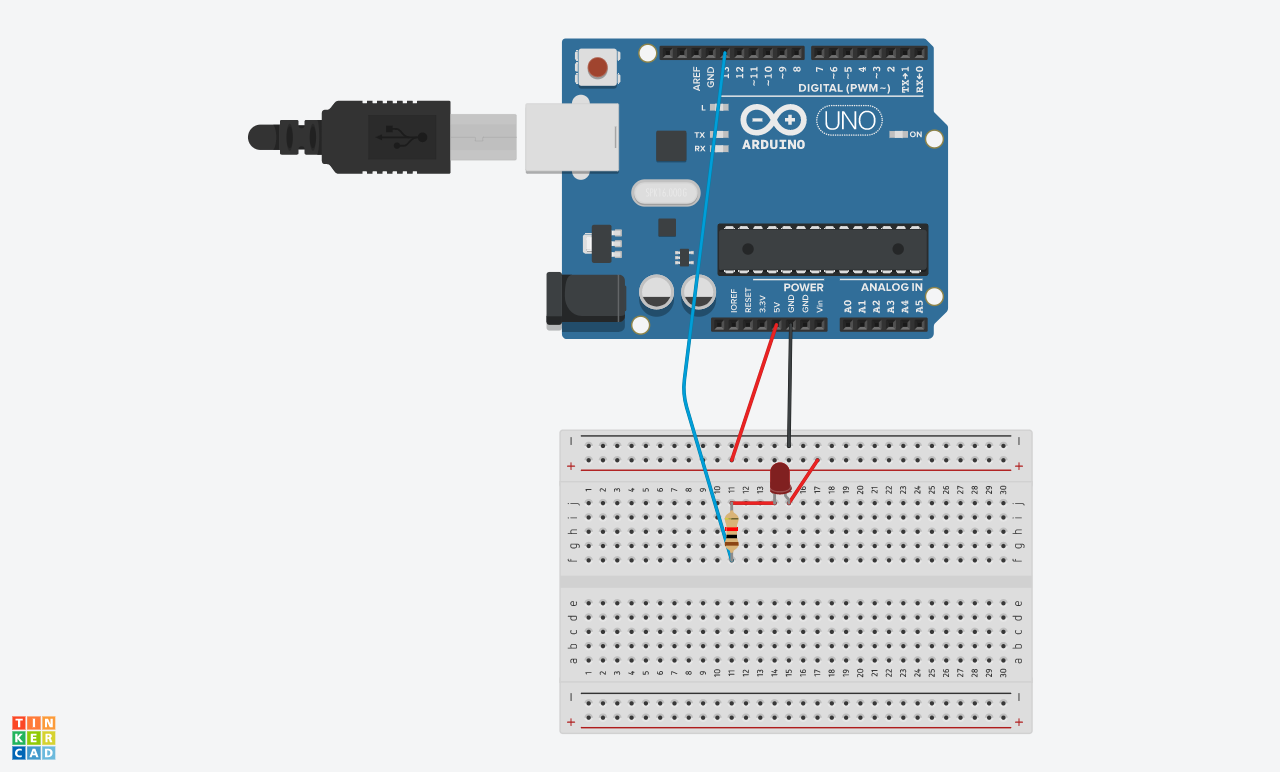 AREF
GND
13
12
~11
~10
~9
8
7
~6
~5
4
~3
2
TX→1
RX←0
DIGITAL (PWM~)
L
TX
RX
ARDUINO
UNO
ON
POWER
ANALOG IN
IOREF
RESET
3.3V
5V
GND
GND
Vin
A0
A1
A2
A3
A4
A5
− −
+ +
1 2 3 4 5 6 7 8 9 10 11 12 13 16 17 18 19 20 21 22 23 24 25 26 27 28 29 30
j j
i i
h h
g g
f f
e e
d d
c c
b b
a a
1 2 3 4 5 6 7 8 9 10 11 12 13 14 15 16 17 18 19 20 21 22 23 24 25 26 27 28 29 30
− −
+ +
TIN
KER
CAD